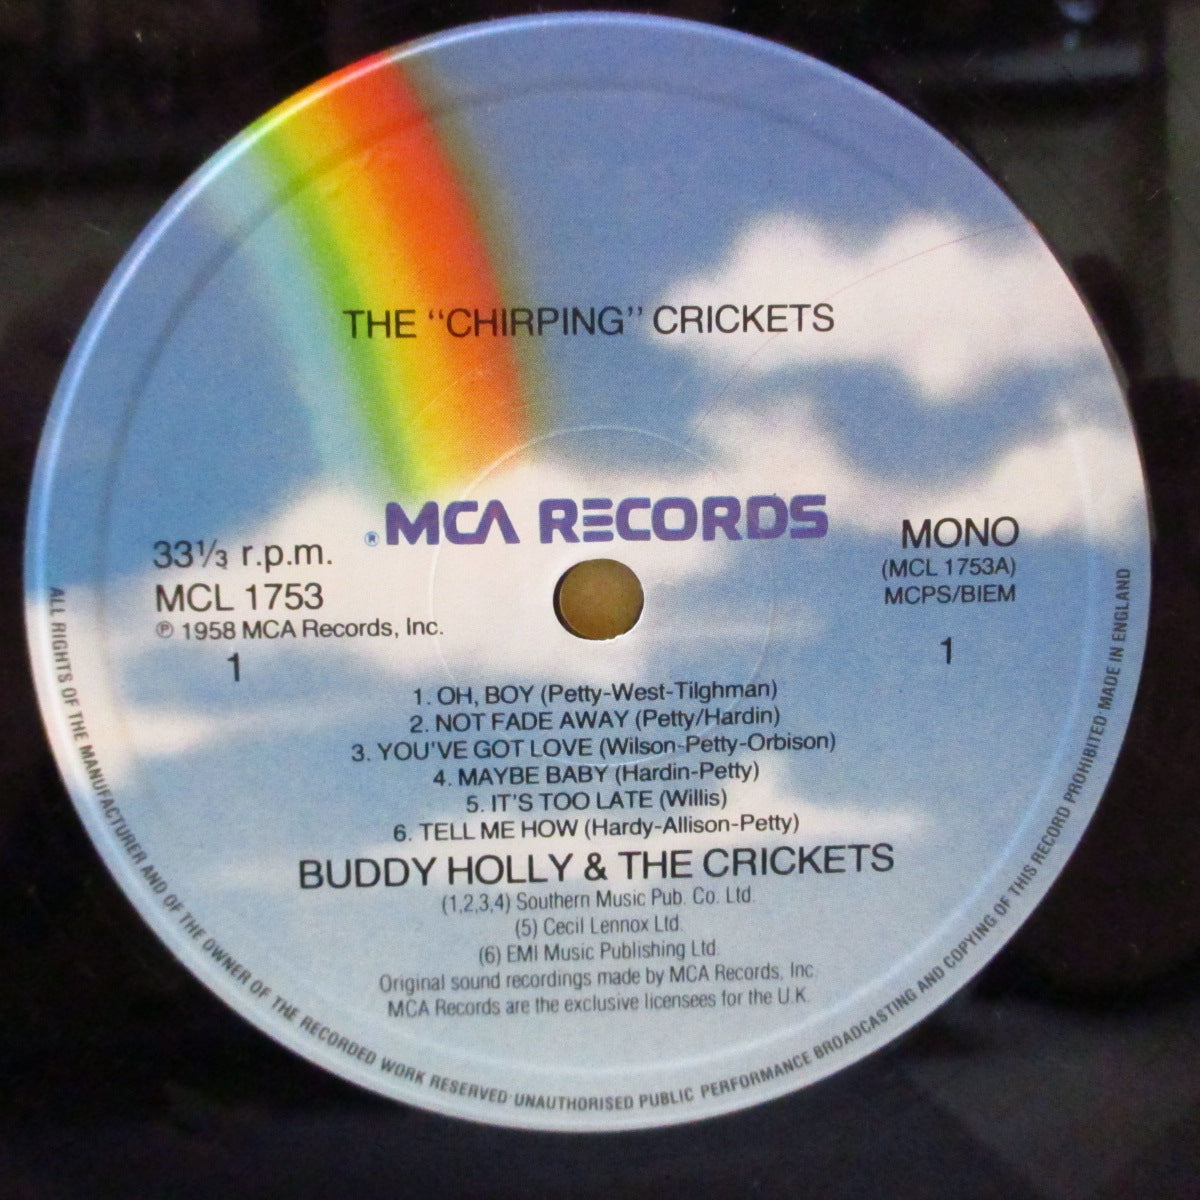 THE "CHIRPING" CRICKETS
® MCA RECORDS
33⅓ r.p.m.
MCL 1753
℗ 1958 MCA Records, Inc.
1
MONO
(MCL 1753A)
MCPS/BIEM
1
1. OH, BOY (Petty-West-Tilghman)
2. NOT FADE AWAY (Petty/Hardin)
3. YOU'VE GOT LOVE (Wilson-Petty-Orbison)
4. MAYBE BABY (Hardin-Petty)
5. IT'S TOO LATE (Willis)
6. TELL ME HOW (Hardy-Allison-Petty)
BUDDY HOLLY & THE CRICKETS
(1,2,3,4) Southern Music Pub. Co. Ltd.
(5) Cecil Lennox Ltd.
(6) EMI Music Publishing Ltd.
Original sound recordings made by MCA Records, Inc.
MCA Records are the exclusive licensees for the U.K.
ALL RIGHTS OF THE MANUFACTURER AND OF THE OWNER OF THE RECORDED WORK RESERVED UNAUTHORISED PUBLIC PERFORMANCE BROADCASTING AND COPYING OF THIS RECORD PROHIBITED MADE IN ENGLAND